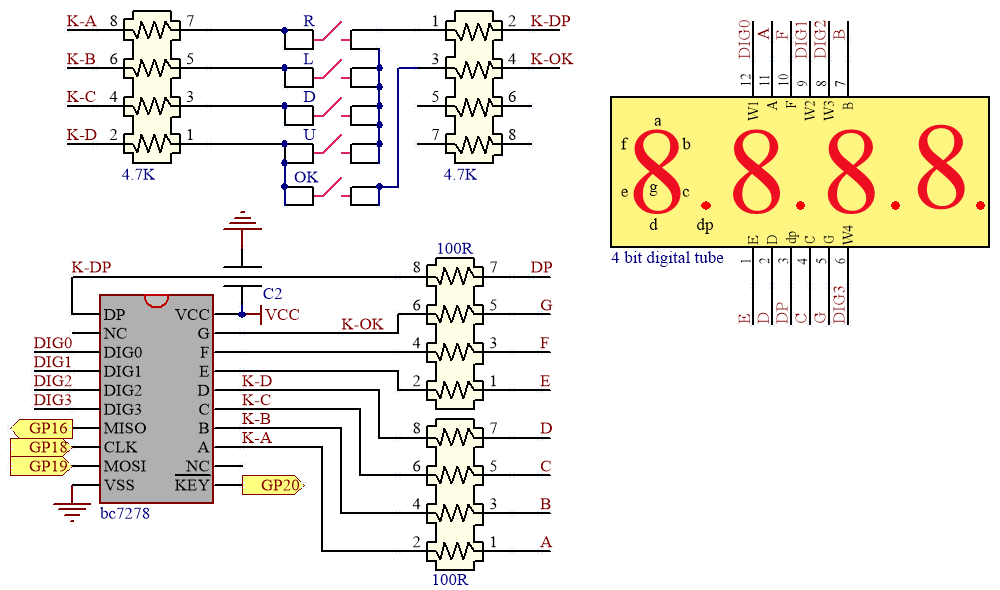 K-A 8 7 R 1 2 K-DP
K-B 6 5 L 3 4 K-OK
K-C 4 3 D 5 6
K-D 2 1 U 7 8
4.7K OK 4.7K
DIG0 A F DIG1 DIG2 B
12 11 10 9 8 7
W1 A F W2 W3 B
a
f b
g
e c
d dp
E D dp C G W4
4 bit digital tube
1 2 3 4 5 6
E D DP C G DIG3
100R
K-DP 8 7 DP
C2
DP VCC VCC
NC G K-OK 6 5 G
DIG0 DIG0 F 4 3 F
DIG1 DIG1 E 2 1 E
DIG2 DIG2 D K-D
DIG3 DIG3 C K-C
GP16 MISO B K-B 8 7 D
GP18 CLK A K-A
GP19 MOSI NC 6 5 C
VSS KEY GP20
bc7278 4 3 B
2 1 A
100R